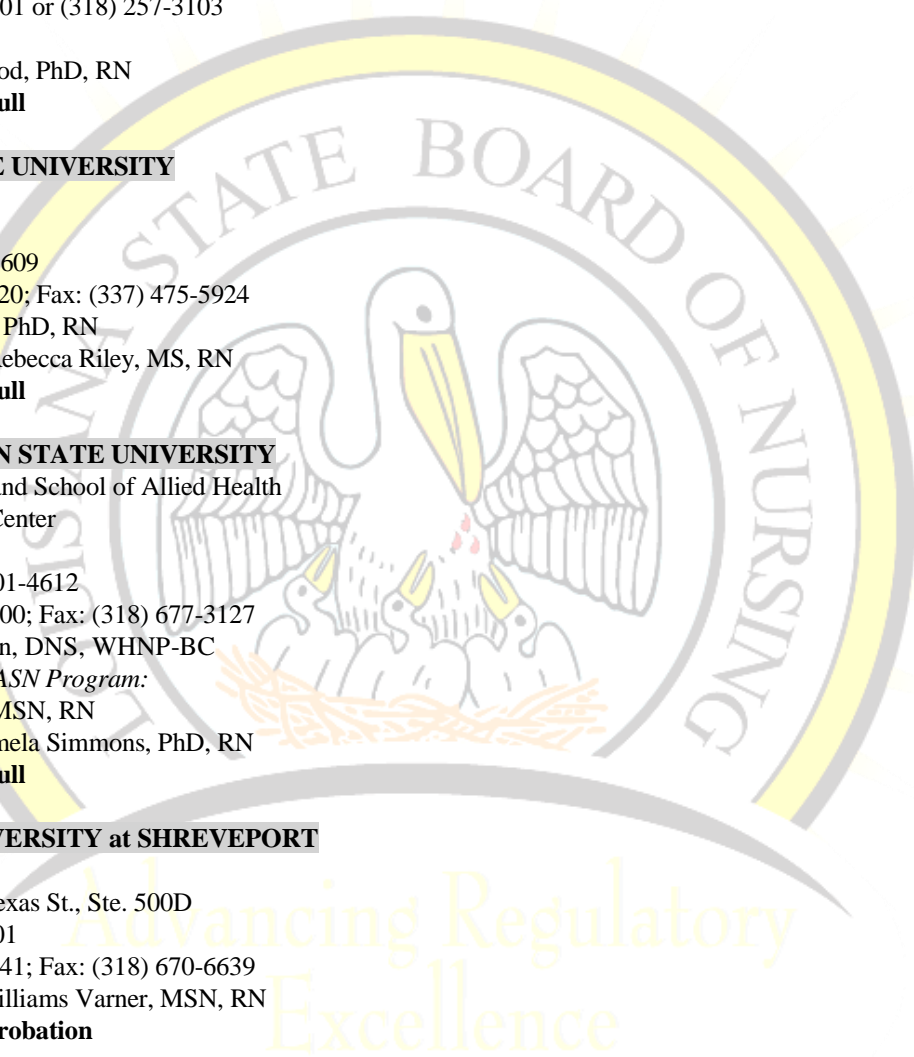 01 or (318) 257-3103
od, PhD, RN
ull
E UNIVERSITY
609
20; Fax: (337) 475-5924
PhD, RN
ebecca Riley, MS, RN
ull
N STATE UNIVERSITY
and School of Allied Health
Center
01-4612
00; Fax: (318) 677-3127
n, DNS, WHNP-BC
ASN Program:
MSN, RN
mela Simmons, PhD, RN
ull
VERSITY at SHREVEPORT
exas St., Ste. 500D
01
41; Fax: (318) 670-6639
illiams Varner, MSN, RN
robation
LOUISIANA STATE BOARD OF NURSING
Advancing Regulatory
Excellence